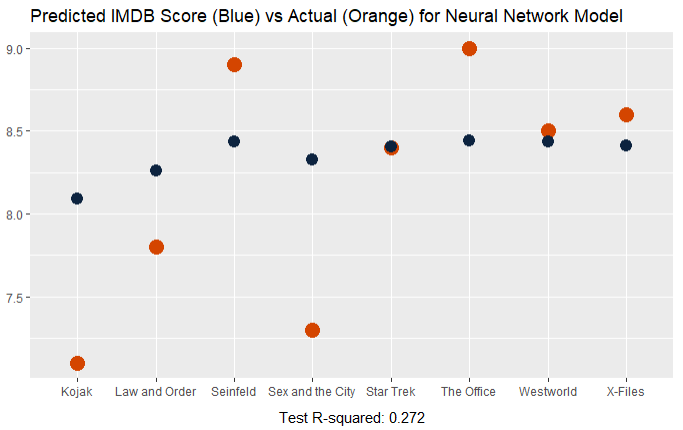 Predicted IMDB Score (Blue) vs Actual (Orange) for Neural Network Model
9.0
8.5
8.0
7.5
Kojak Law and Order Seinfeld Sex and the City Star Trek The Office Westworld X-Files
Test R-squared: 0.272